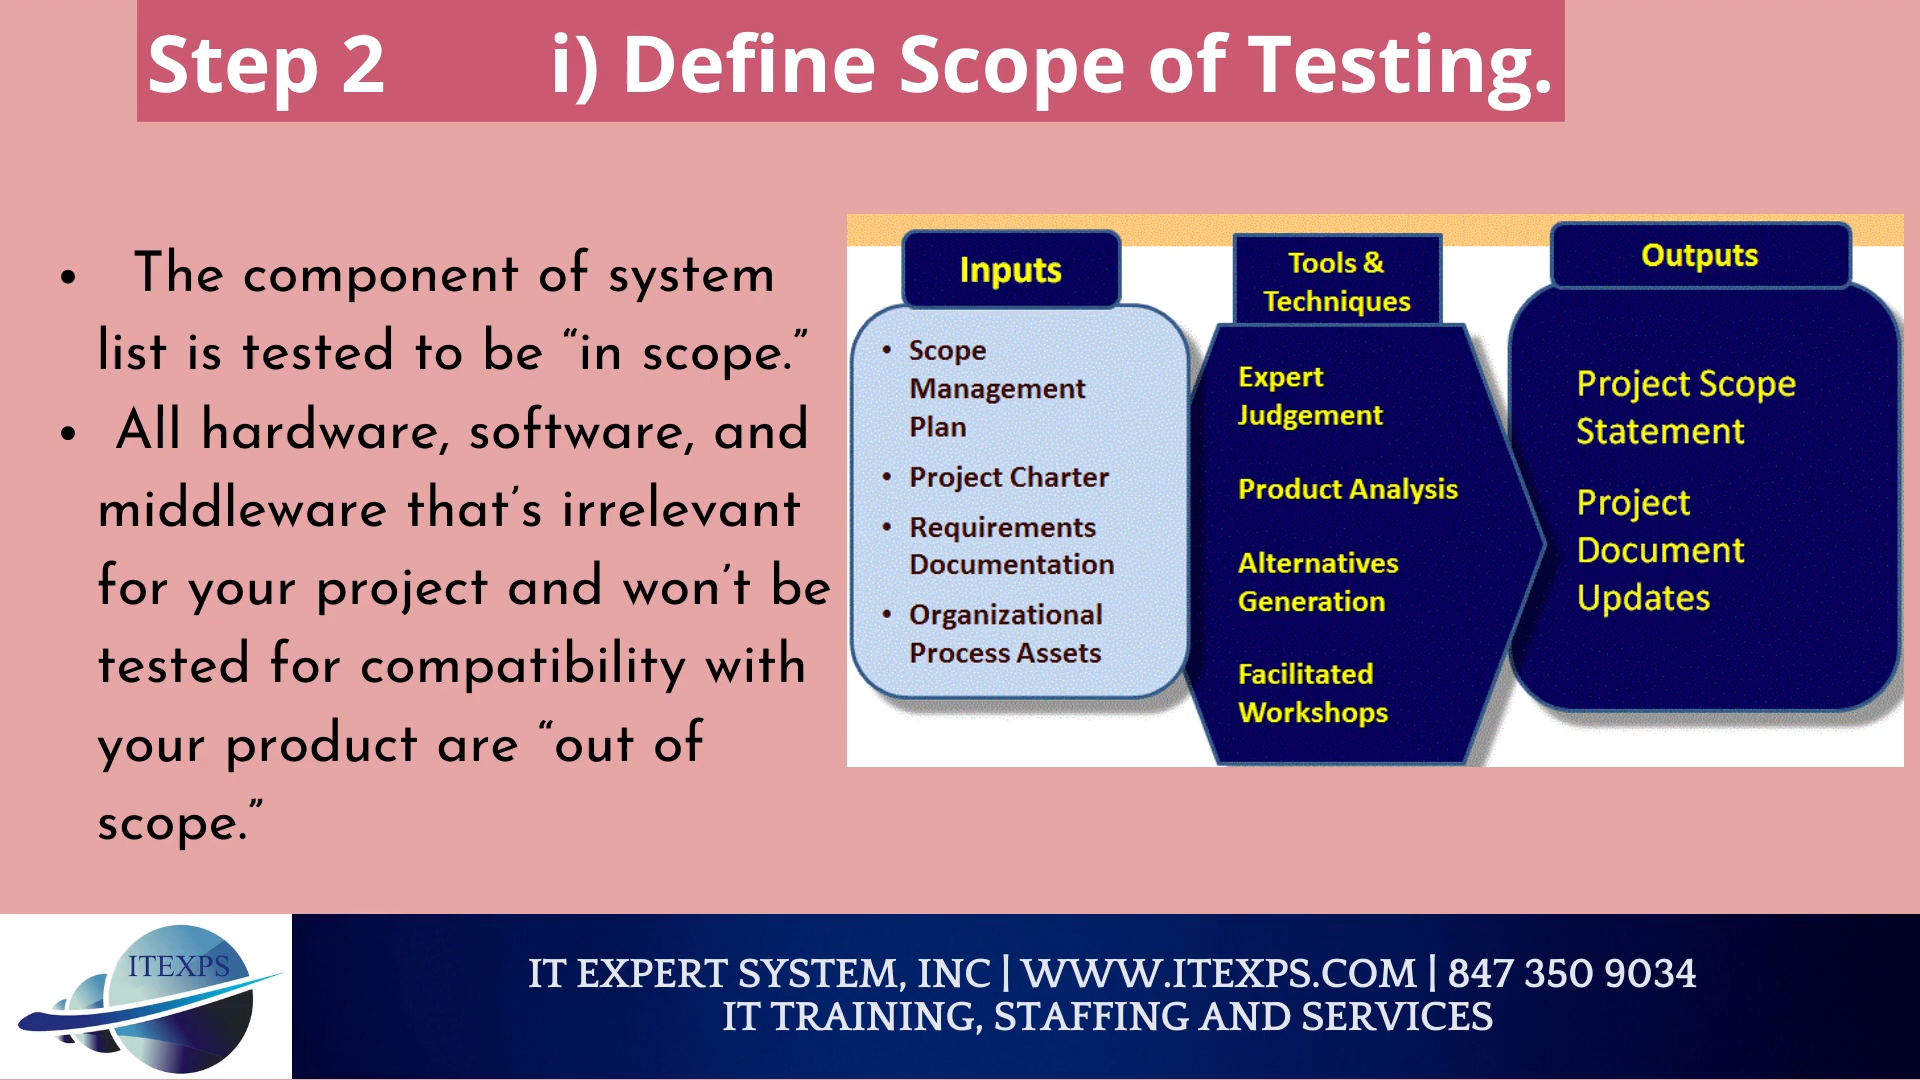 Step 2 i) Define Scope of Testing.
• The component of system
list is tested to be “in scope.”
• All hardware, software, and
middleware that’s irrelevant
for your project and won’t be
tested for compatibility with
your product are “out of
scope.”
Inputs
• Scope
Management
Plan
• Project Charter
• Requirements
Documentation
• Organizational
Process Assets
Tools &
Techniques
Expert
Judgement
Product Analysis
Alternatives
Generation
Facilitated
Workshops
Outputs
Project Scope
Statement
Project
Document
Updates
ITEXPS
IT EXPERT SYSTEM, INC | WWW.ITEXPS.COM | 847 350 9034
IT TRAINING, STAFFING AND SERVICES